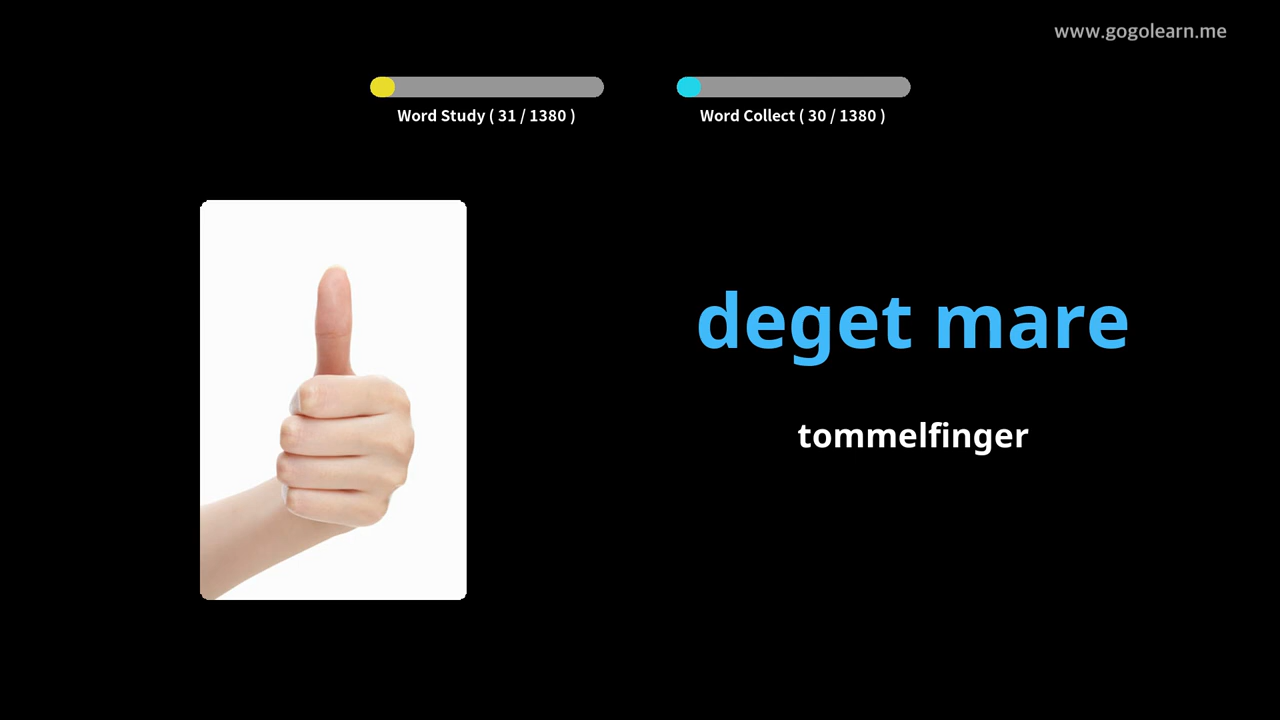 www.gogolearn.me
Word Study ( 31 / 1380 )
Word Collect ( 30 / 1380 )
deget mare
tommelfinger